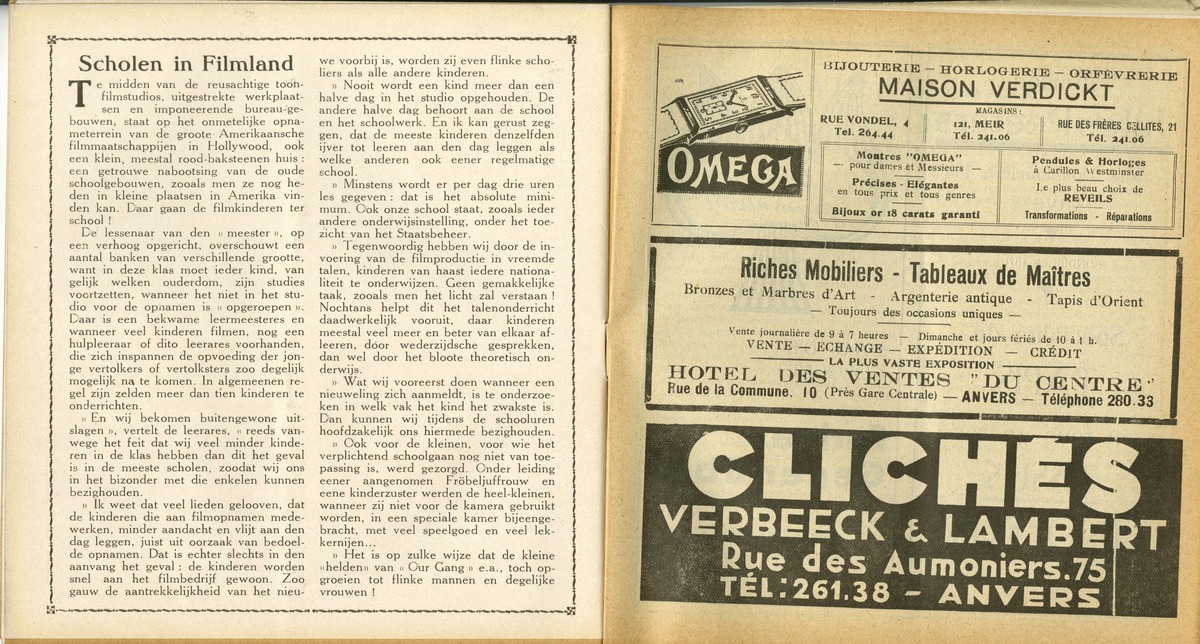 Scholen in Filmland
Te midden van de reusachtige toon-
filmstudios, uitgestrekte werkplaat-
sen en imponeerende bureau-ge-
bouwen, staat op het onmetelijke opna-
meterrein van de groote Amerikaansche
filmmaatschappijen in Hollywood, ook
een klein, meestal rood-baksteenen huis :
een getrouwe nabootsing van de oude
schoolgebouwen, zooals men ze nog he-
den in kleine plaatsen in Amerika vin-
den kan. Daar gaan de filmkinderen ter
school !
De lessenaar van den « meester », op
een verhoog opgericht, overschouwt een
aantal banken van verschillende grootte,
want in deze klas moet ieder kind, van
gelijk welken ouderdom, zijn studies
voortzetten, wanneer het niet in het stu-
dio voor de opnamen is « opgeroepen ».
Daar is een bekwame leermeesteres en
wanneer veel kinderen filmen, nog een
hulpleeraar of dito leerares voorhanden,
die zich inspannen de opvoeding der jon-
ge vertolkers of vertolksters zoo degelijk
mogelijk na te komen. In algemeenen re-
gel zijn zelden meer dan tien kinderen te
onderrichten.
« En wij bekomen buitengewone uit-
slagen », vertelt de leerares, « reeds van-
wege het feit dat wij veel minder kinde-
ren in de klas hebben dan dit het geval
is in de meeste scholen, zoodat wij ons
in het bizonder met die enkelen kunnen
bezighouden.
» Ik weet dat veel lieden gelooven, dat
de kinderen die aan filmopnamen mede-
werken, minder aandacht en vlijt aan den
dag leggen, juist uit oorzaak van bedoel-
de opnamen. Dat is echter slechts in den
aanvang het geval : de kinderen worden
snel aan het filmbedrijf gewoon. Zoo
gauw de aantrekkelijkheid van het nieu-
we voorbij is, worden zij even flinke scho-
liers als alle andere kinderen.
» Nooit wordt een kind meer dan een
halve dag in het studio opgehouden. De
andere halve dag behoort aan de school
en het schoolwerk. En ik kan gerust zeg-
gen, dat de meeste kinderen denzelfden
ijver tot leeren aan den dag leggen als
welke anderen ook eener regelmatige
school.
» Minstens wordt er per dag drie uren
les gegeven : dat is het absolute mini-
mum. Ook onze school staat, zooals ieder
andere onderwijsinstelling, onder het toe-
zicht van het Staatsbeheer.
» Tegenwoordig hebben wij door de in-
voering van de filmproductie in vreemde
talen, kinderen van haast iedere nationa-
liteit te onderwijzen. Geen gemakkelijke
taak, zooals men het licht zal verstaan !
Nochtans helpt dit het talenonderricht
daadwerkelijk vooruit, daar kinderen
meestal veel meer en beter van elkaar af-
leeren, door wederzijdsche gesprekken,
dan wel door het bloote theoretisch on-
derwijs.
» Wat wij vooreerst doen wanneer een
nieuweling zich aanmeldt, is te onderzoe-
ken in welk vak het kind het zwakste is.
Dan kunnen wij tijdens de schooluren
hoofdzakelijk ons hiermede bezighouden.
» Ook voor de kleinen, voor wie het
verplichtend schoolgaan nog niet van toe-
passing is, werd gezorgd. Onder leiding
eener aangenomen Fröbeljuffrouw en
eene kinderzuster werden de heel-kleinen,
wanneer zij niet voor de kamera gebruikt
worden, in een speciale kamer bijeenge-
bracht, met veel speelgoed en veel lek-
kernijen...
» Het is op zulke wijze dat de kleine
«helden» van « Our Gang » e.a., toch op-
groeien tot flinke mannen en degelijke
vrouwen !
OMEGA
BIJOUTERIE – HORLOGERIE – ORFÈVRERIE
MAISON VERDICKT
MAGASINS :
RUE VONDEL, 4
Tel. 264.44
121, MEIR
Tél. 241.06
RUE DES FRÈRES CELLITES, 21
Tél. 241.06
Montres "OMEGA"
— pour dames et Messieurs —
Précises - Elégantes
en tous prix et tous genres
Bijoux or 18 carats garanti
Pendules & Horloges
à Carillon Westminster
Le plus beau choix de
REVEILS
Transformations - Réparations
Riches Mobiliers - Tableaux de Maîtres
Bronzes et Marbres d'Art - Argenterie antique - Tapis d'Orient
— Toujours des occasions uniques —
Vente journalière de 9 à 7 heures — Dimanche et jours fériés de 10 à 1 h.
VENTE — ECHANGE — EXPÉDITION — CRÉDIT
LA PLUS VASTE EXPOSITION
HOTEL DES VENTES "DU CENTRE"
Rue de la Commune, 10 (Près Gare Centrale) — ANVERS — Téléphone 280.33
CLICHÉS
VERBEECK & LAMBERT
Rue des Aumoniers.75
TÉL:261.38 - ANVERS